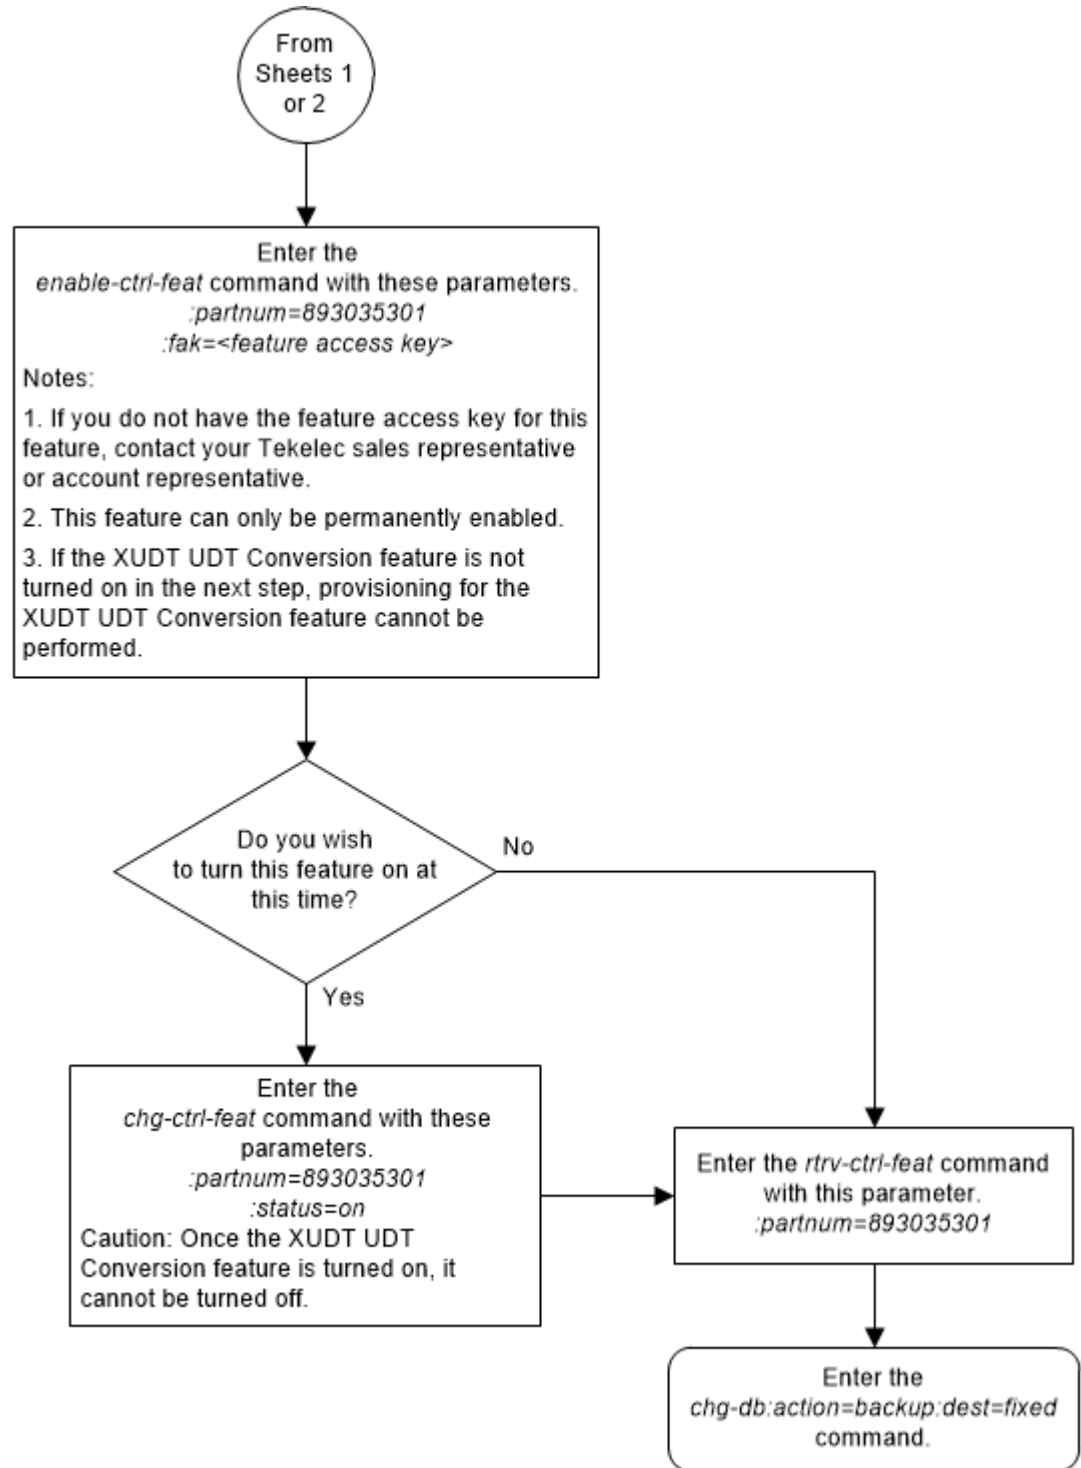 From
Sheets 1
or 2
Enter the
enable-ctrl-feat command with these parameters.
:partnum=893035301
:fak=<feature access key>
Notes:
1. If you do not have the feature access key for this
feature, contact your Tekelec sales representative
or account representative.
2. This feature can only be permanently enabled.
3. If the XUDT UDT Conversion feature is not
turned on in the next step, provisioning for the
XUDT UDT Conversion feature cannot be
performed.
Do you wish
to turn this feature on at
this time?
No
Yes
Enter the
chg-ctrl-feat command with these
parameters.
:partnum=893035301
:status=on
Caution: Once the XUDT UDT
Conversion feature is turned on, it
cannot be turned off.
Enter the rtrv-ctrl-feat command
with this parameter.
:partnum=893035301
Enter the
chg-db:action=backup:dest=fixed
command.